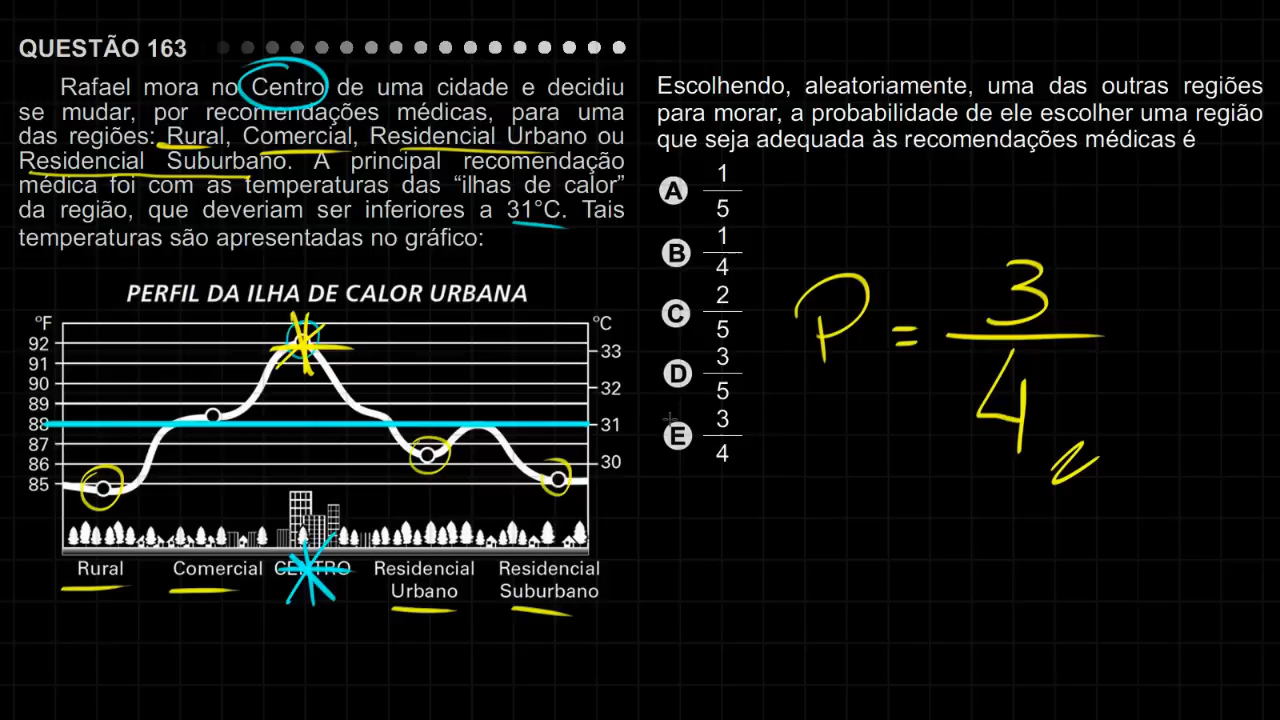 QUESTÃO 163
Rafael mora no Centro de uma cidade e decidiu
se mudar, por recomendações médicas, para uma
das regiões: Rural, Comercial, Residencial Urbano ou
Residencial Suburbano. A principal recomendação
médica foi com as temperaturas das “ilhas de calor”
da região, que deveriam ser inferiores a 31°C. Tais
temperaturas são apresentadas no gráfico:
PERFIL DA ILHA DE CALOR URBANA
ºF
92
91
90
89
88
87
86
85
ºC
33
32
31
30
Rural Comercial CENTRO Residencial Residencial
Urbano Suburbano
Escolhendo, aleatoriamente, uma das outras regiões
para morar, a probabilidade de ele escolher uma região
que seja adequada às recomendações médicas é
A 1/5
B 1/4
C 2/5
D 3/5
E 3/4
P = 3/4